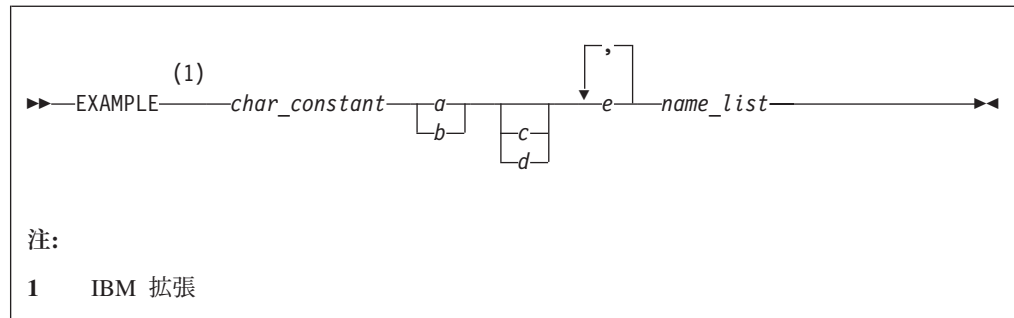 ,
(1)
EXAMPLE char_constant a e name_list
b c
d
注:
1 IBM 拡張